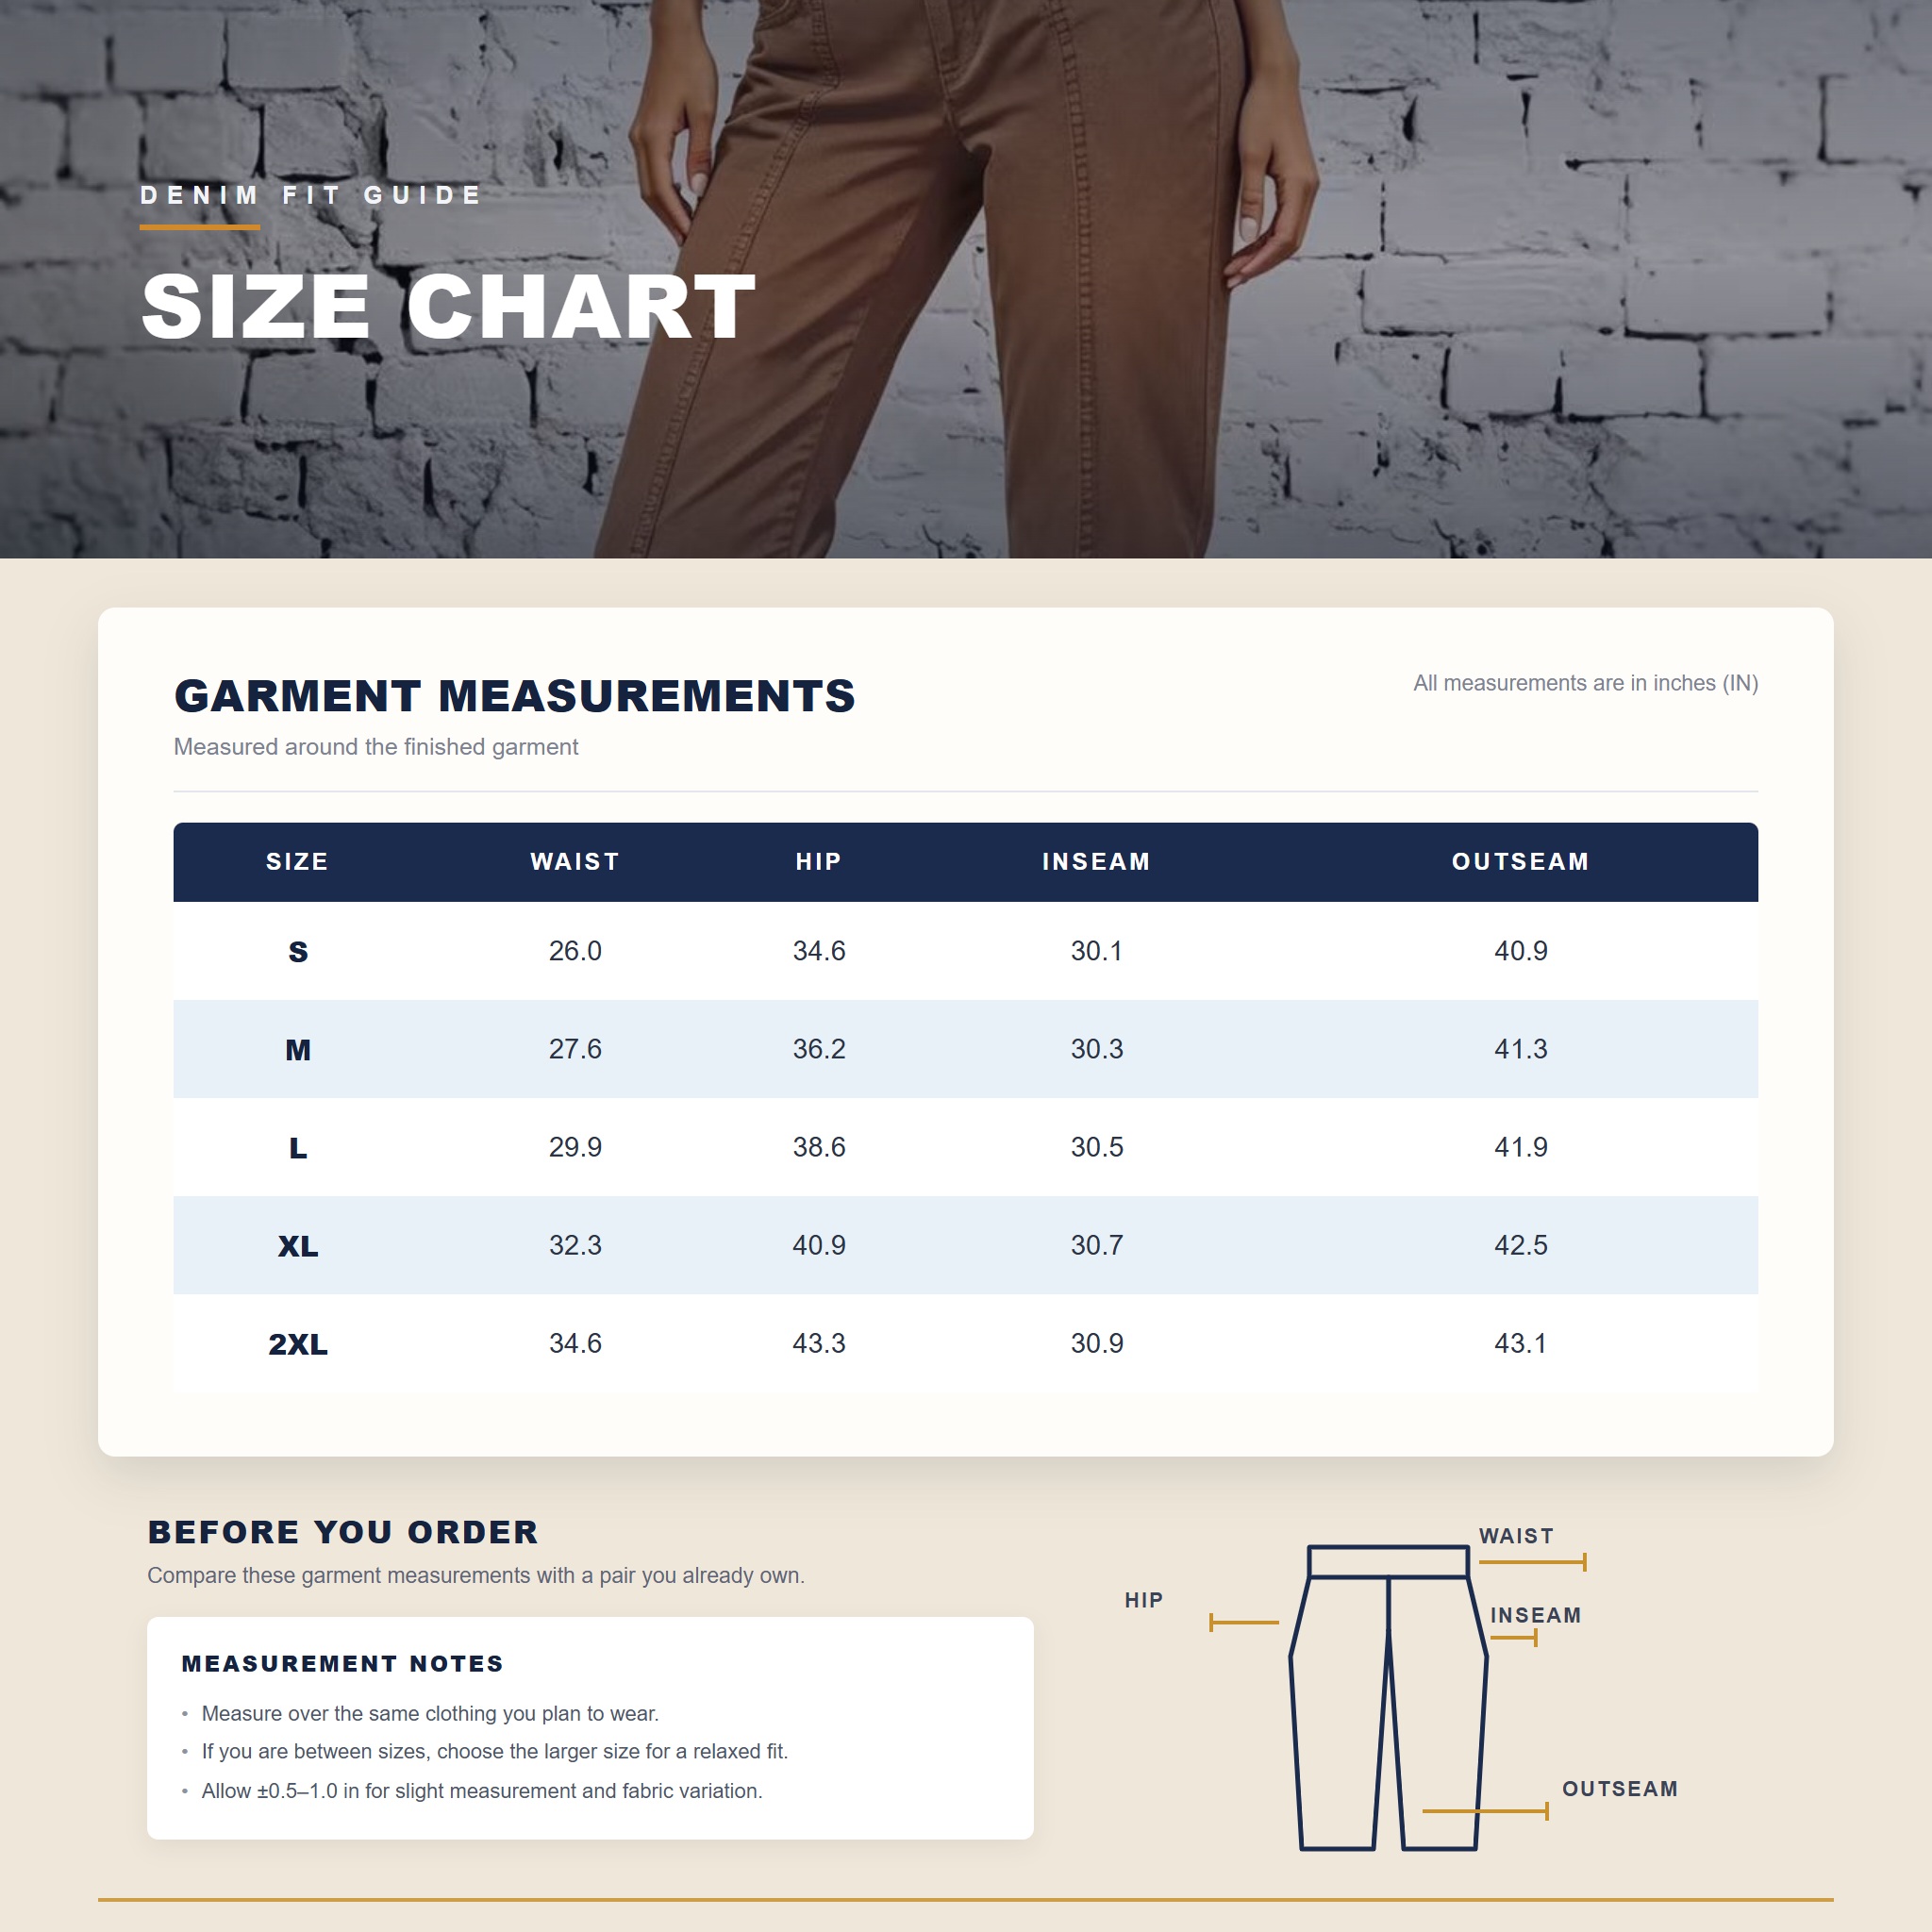 DENIM FIT GUIDE
SIZE CHART
GARMENT MEASUREMENTS
All measurements are in inches (IN)
Measured around the finished garment
SIZE WAIST HIP INSEAM OUTSEAM
S 26.0 34.6 30.1 40.9
M 27.6 36.2 30.3 41.3
L 29.9 38.6 30.5 41.9
XL 32.3 40.9 30.7 42.5
2XL 34.6 43.3 30.9 43.1
BEFORE YOU ORDER
Compare these garment measurements with a pair you already own.
MEASUREMENT NOTES
• Measure over the same clothing you plan to wear.
• If you are between sizes, choose the larger size for a relaxed fit.
• Allow ±0.5–1.0 in for slight measurement and fabric variation.
WAIST
HIP
INSEAM
OUTSEAM